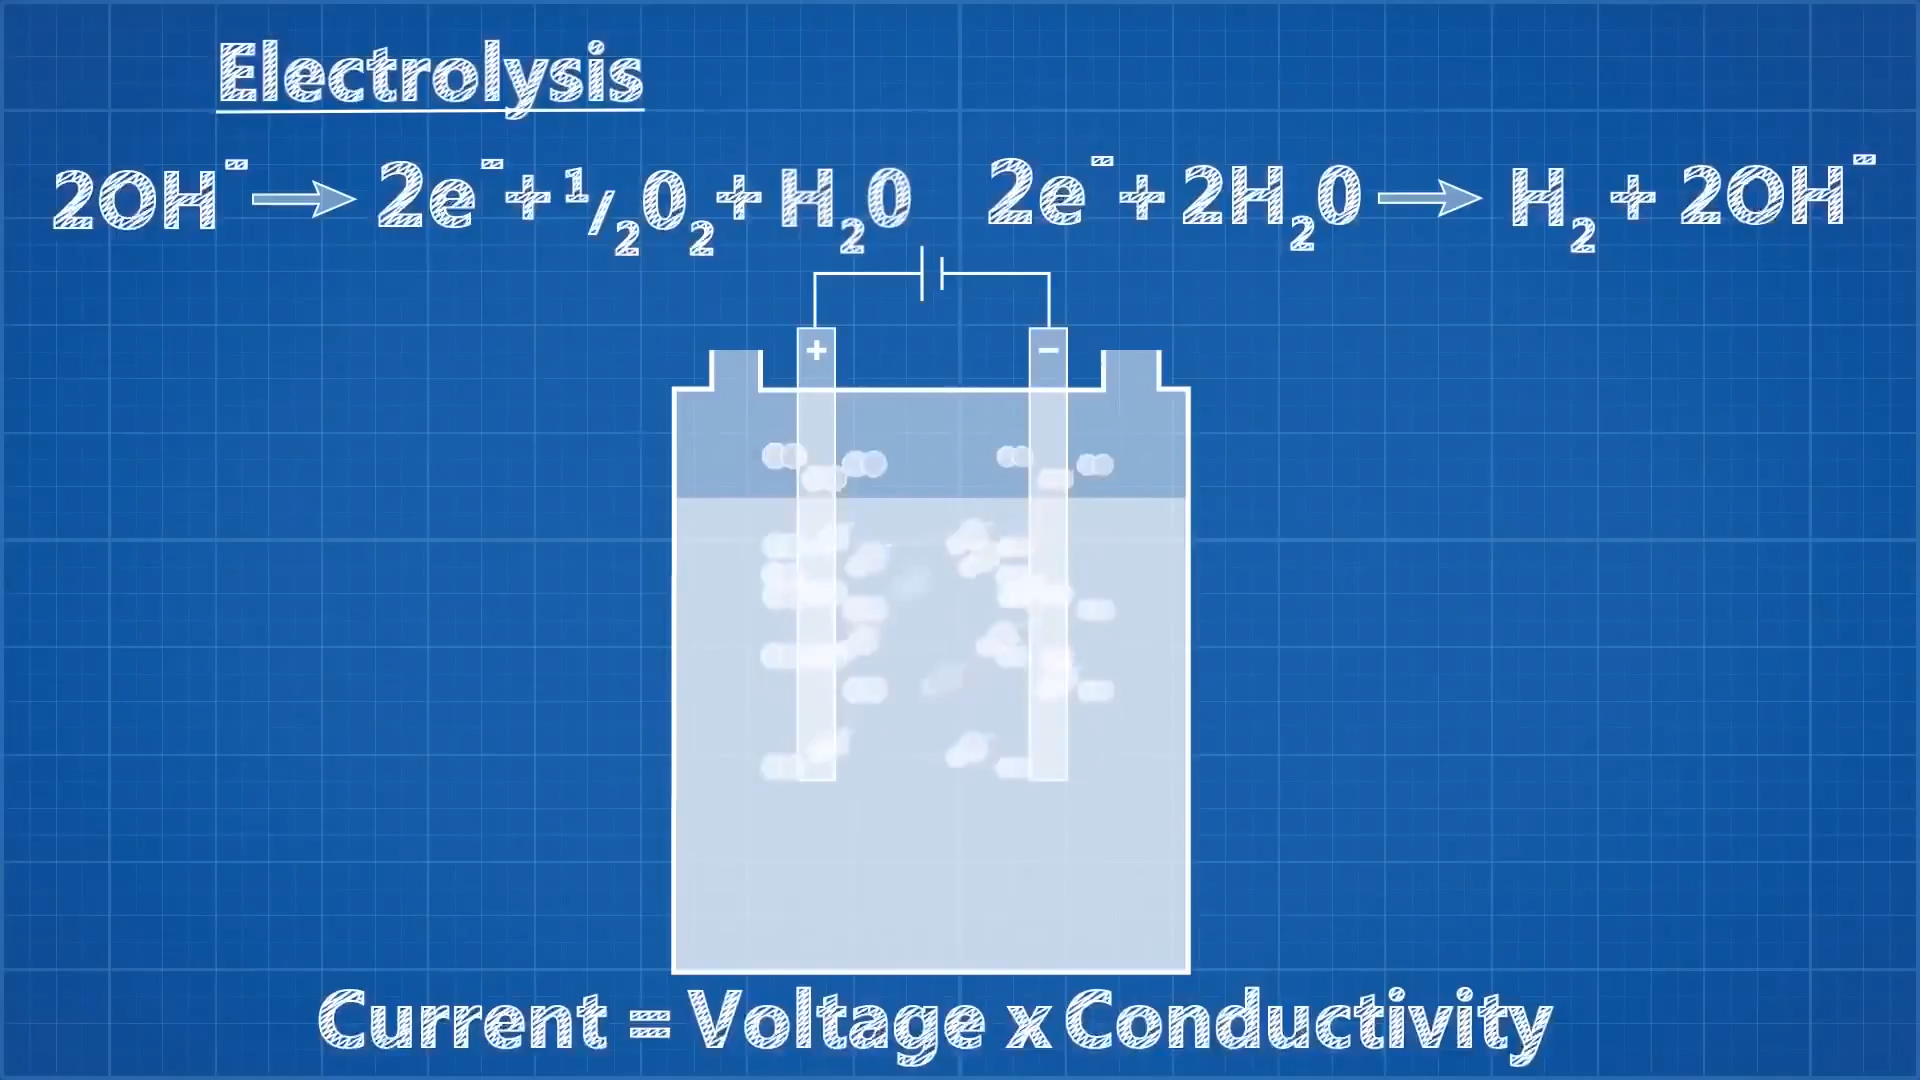 Electrolysis
2OH⁻ → 2e⁻ + ¹/₂O₂ + H₂O
2e⁻ + 2H₂O → H₂ + 2OH⁻
+ −
Current = Voltage x Conductivity